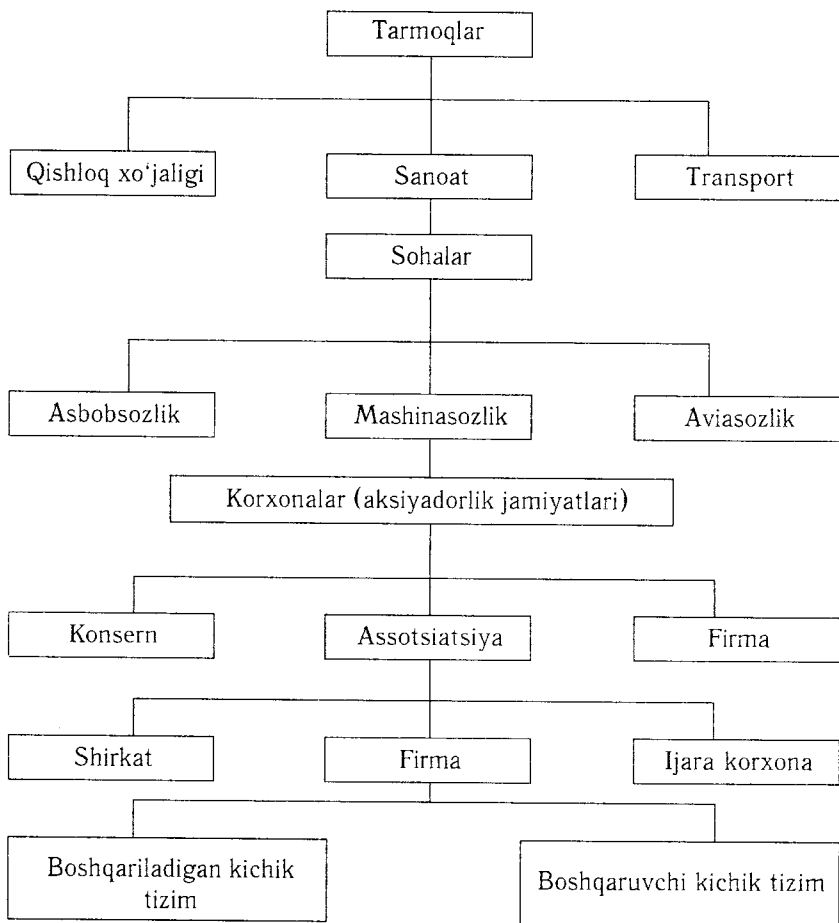 Tarmoqlar
Qishloq xo‘jaligi
Sanoat
Transport
Sohalar
Asbobsozlik
Mashinasozlik
Aviasozlik
Korxonalar (aksiyadorlik jamiyatlari)
Konsern
Assotsiatsiya
Firma
Shirkat
Firma
Ijara korxona
Boshqariladigan kichik
tizim
Boshqaruvchi kichik tizim